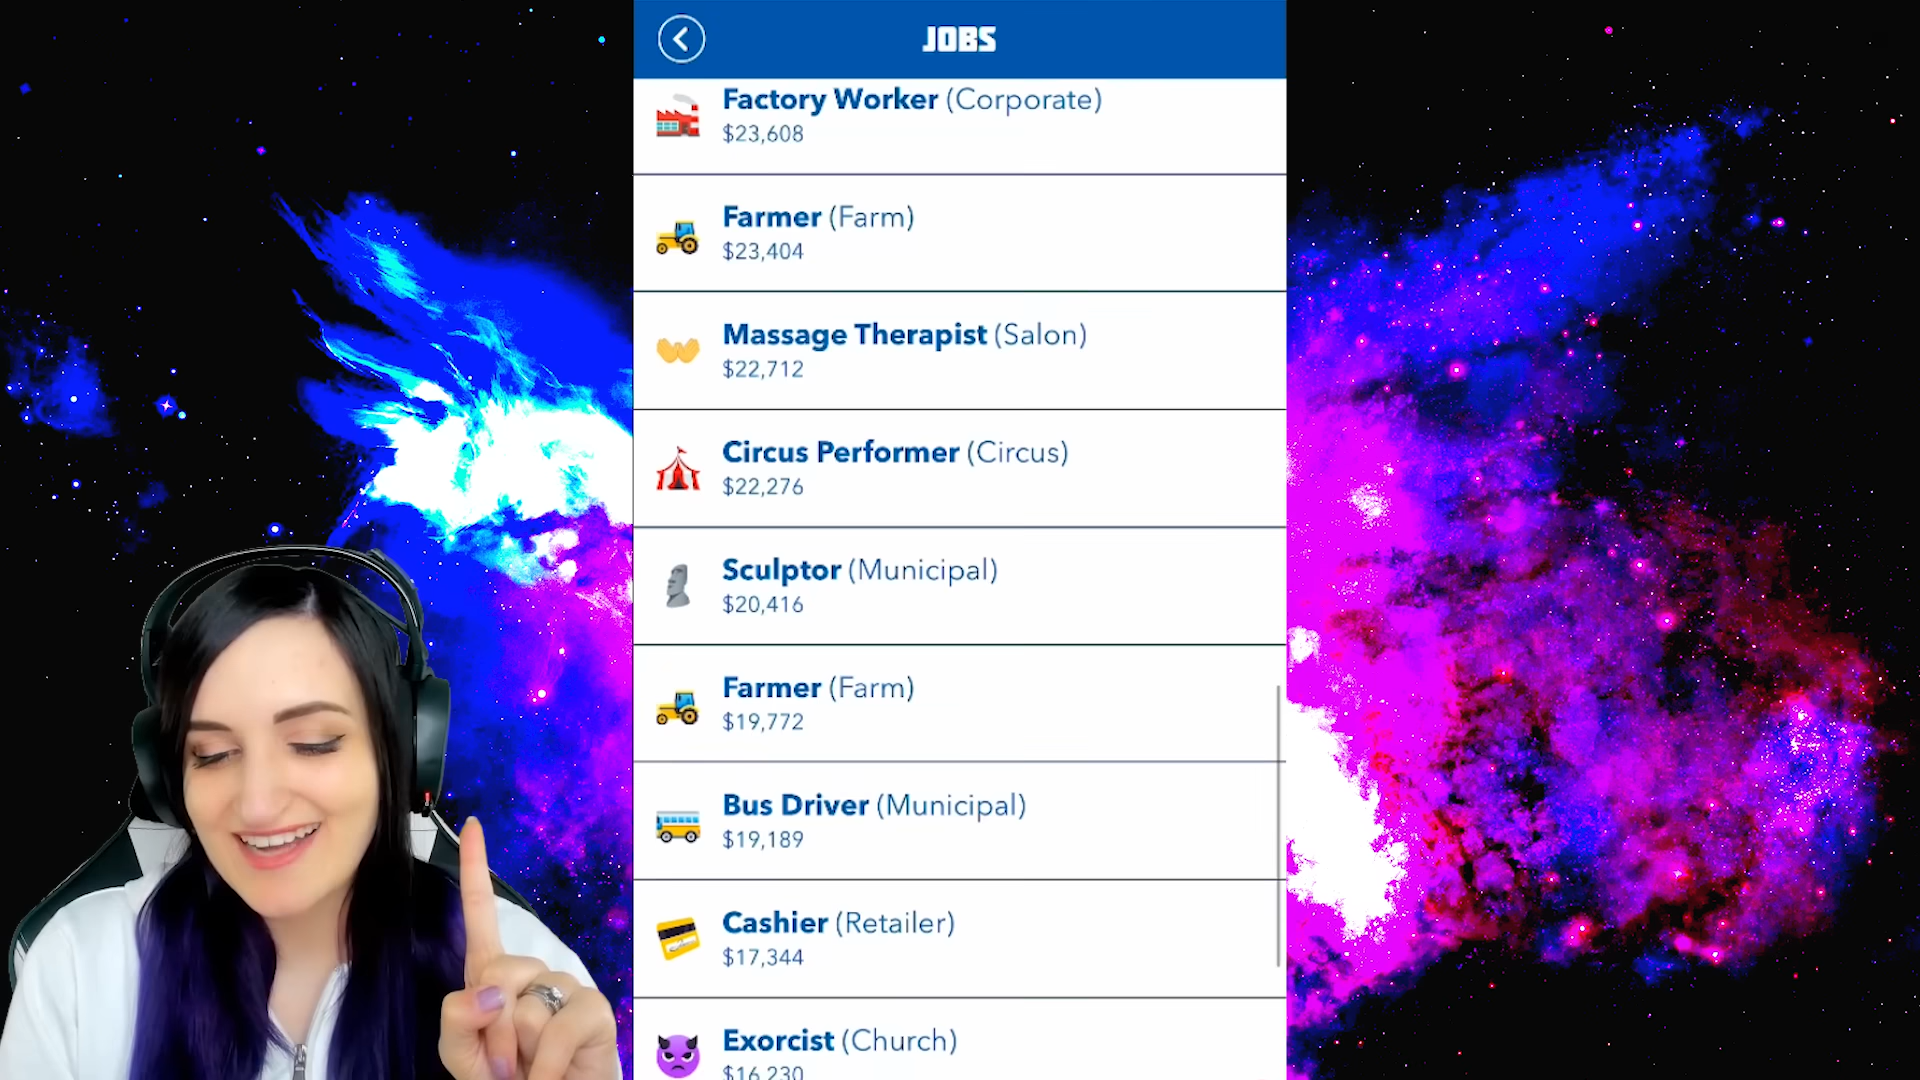 JOBS
Factory Worker (Corporate)
$23,608
Farmer (Farm)
$23,404
Massage Therapist (Salon)
$22,712
Circus Performer (Circus)
$22,276
Sculptor (Municipal)
$20,416
Farmer (Farm)
$19,772
Bus Driver (Municipal)
$19,189
Cashier (Retailer)
$17,344
Exorcist (Church)
$16,230